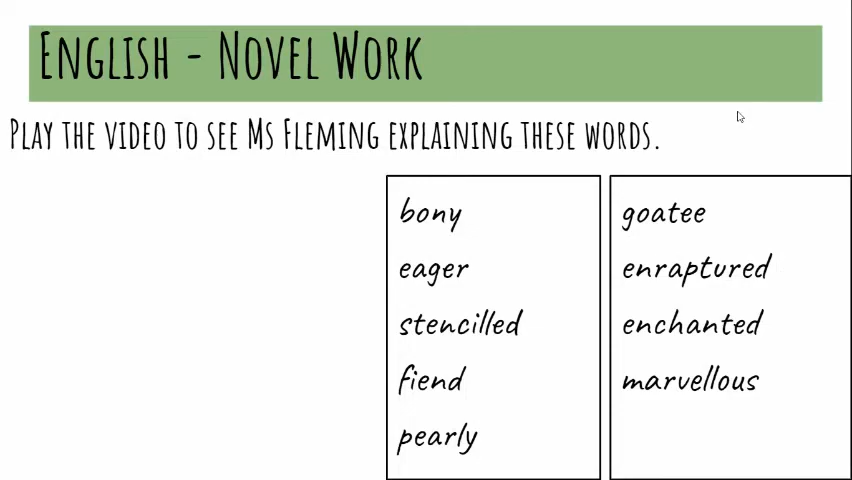 English - Novel Work
Play the video to see Ms Fleming explaining these words.
bony
eager
stencilled
fiend
pearly
goatee
enraptured
enchanted
marvellous